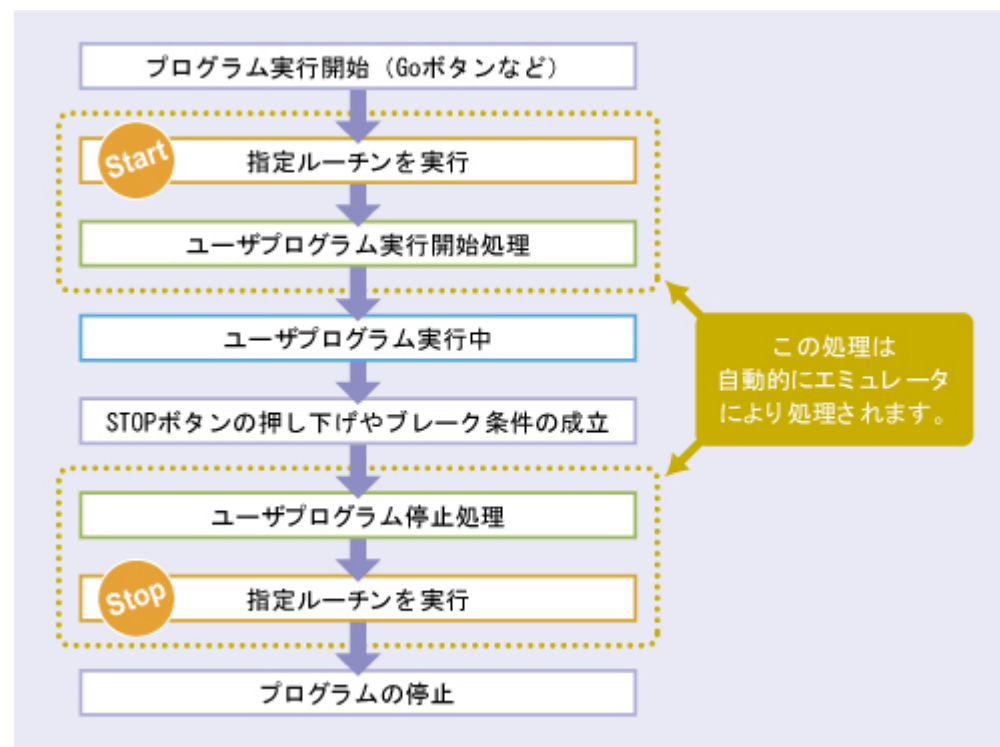 プログラム実行開始（Goボタンなど）
Start
指定ルーチンを実行
ユーザプログラム実行開始処理
ユーザプログラム実行中
この処理は
自動的にエミュレータ
により処理されます。
STOPボタンの押し下げやブレーク条件の成立
ユーザプログラム停止処理
Stop
指定ルーチンを実行
プログラムの停止